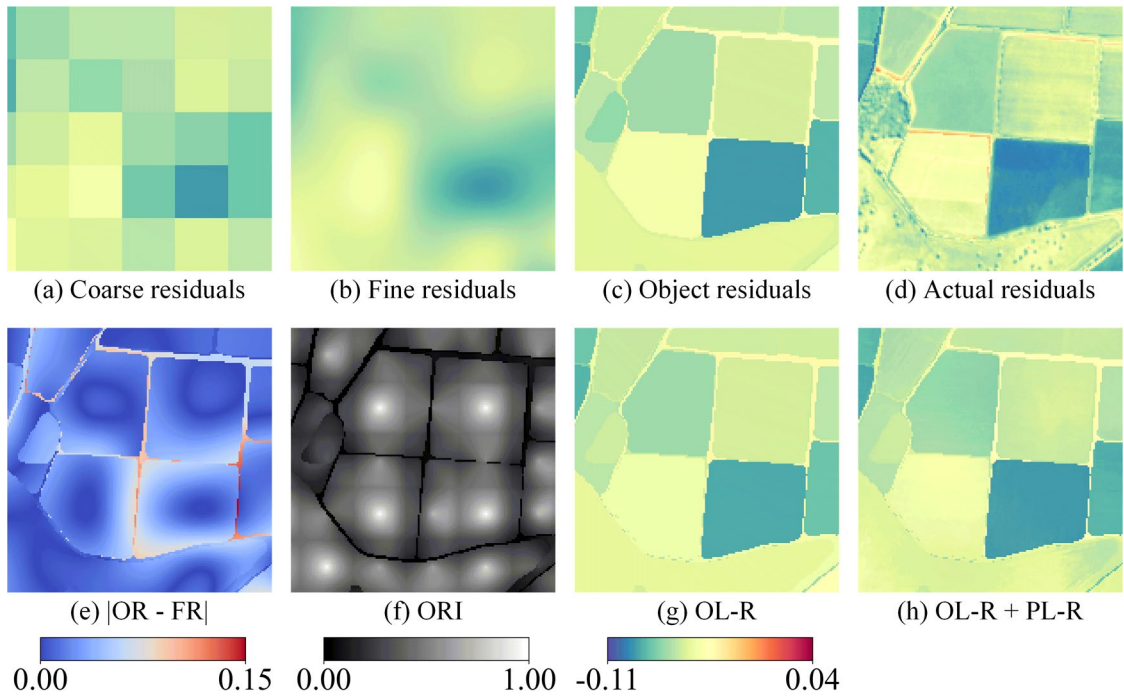 (a) Coarse residuals
(b) Fine residuals
(c) Object residuals
(d) Actual residuals
(e) |OR - FR|
(f) ORI
(g) OL-R
(h) OL-R + PL-R
0.00 0.15
0.00 1.00
-0.11 0.04